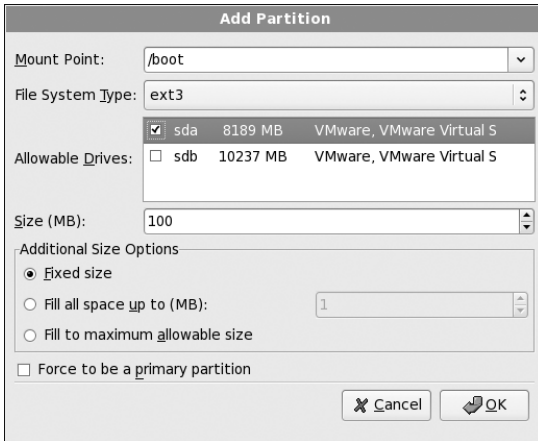 Add Partition
Mount Point: /boot
File System Type: ext3
sda 8189 MB VMware, VMware Virtual S
Allowable Drives:
sdb 10237 MB VMware, VMware Virtual S
Size (MB): 100
Additional Size Options
Fixed size
Fill all space up to (MB): 1
Fill to maximum allowable size
Force to be a primary partition
Cancel OK